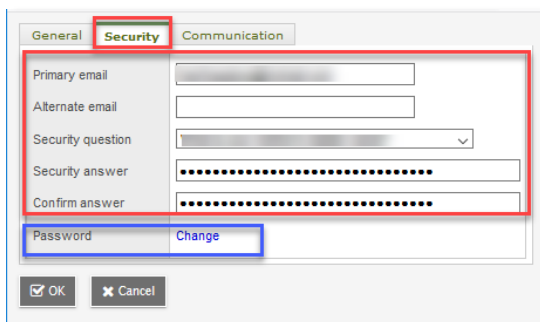 General Security Communication
Primary email
Alternate email
Security question
Security answer ••••••••••••••••••••••••••••••••
Confirm answer ••••••••••••••••••••••••••••••••
Password Change
OK Cancel